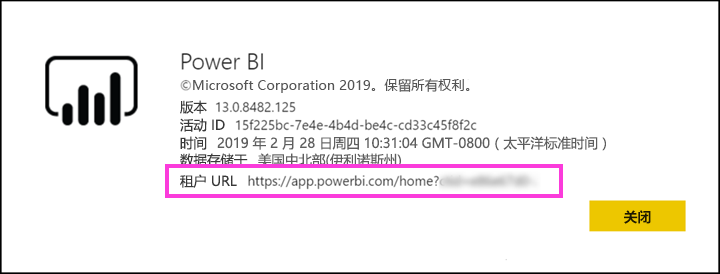 Power BI
©Microsoft Corporation 2019。保留所有权利。
版本 13.0.8482.125
活动 ID 15f225bc-7e4e-4b4d-be4c-cd33c45f8f2c
时间 2019 年 2 月 28 日周四 10:31:04 GMT-0800（太平洋标准时间）
数据存储于 美国中北部(伊利诺斯州)
租户 URL https://app.powerbi.com/home?
关闭